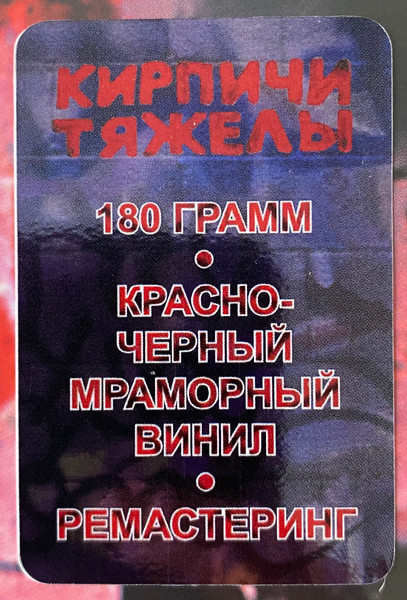 КИРПИЧИ
ТЯЖЕЛЫ
180 ГРАММ
•
КРАСНО-
ЧЕРНЫЙ
МРАМОРНЫЙ
ВИНИЛ
•
РЕМАСТЕРИНГ